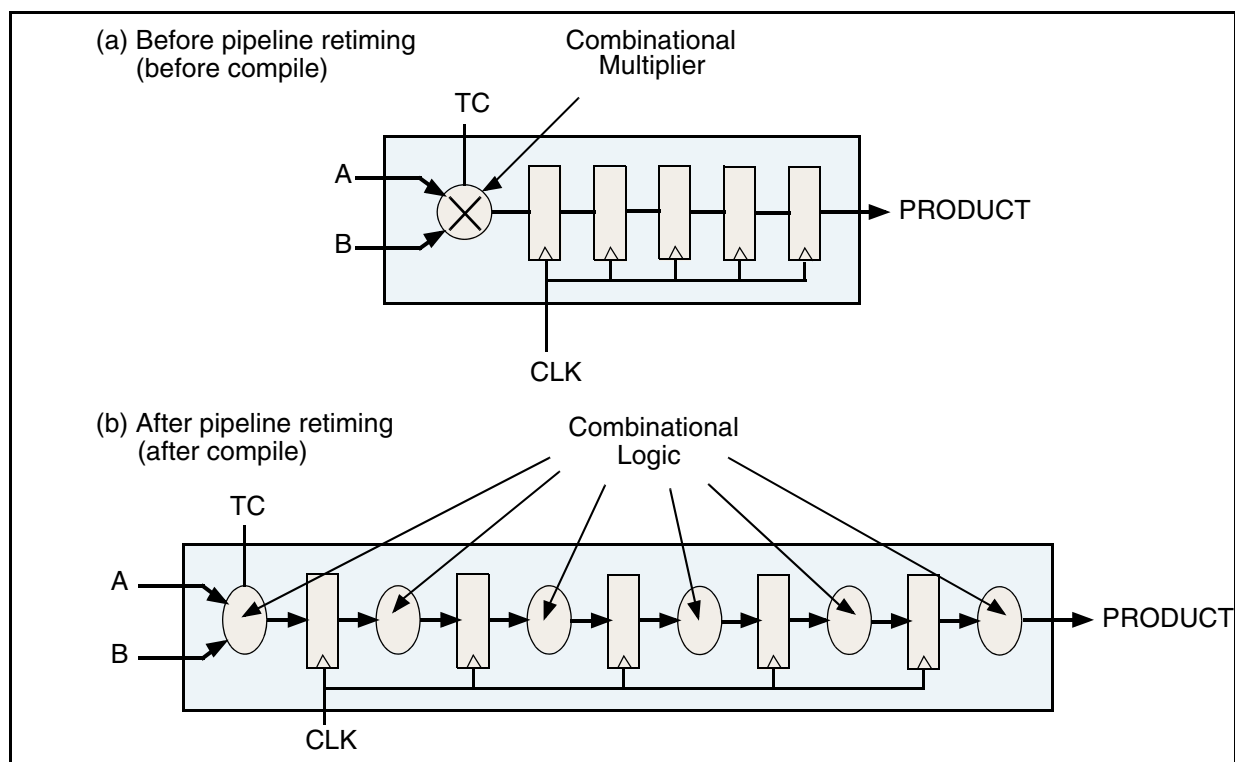 (a) Before pipeline retiming
(before compile)
Combinational
Multiplier
TC
A
B
PRODUCT
CLK
(b) After pipeline retiming
(after compile)
Combinational
Logic
TC
A
B
PRODUCT
CLK